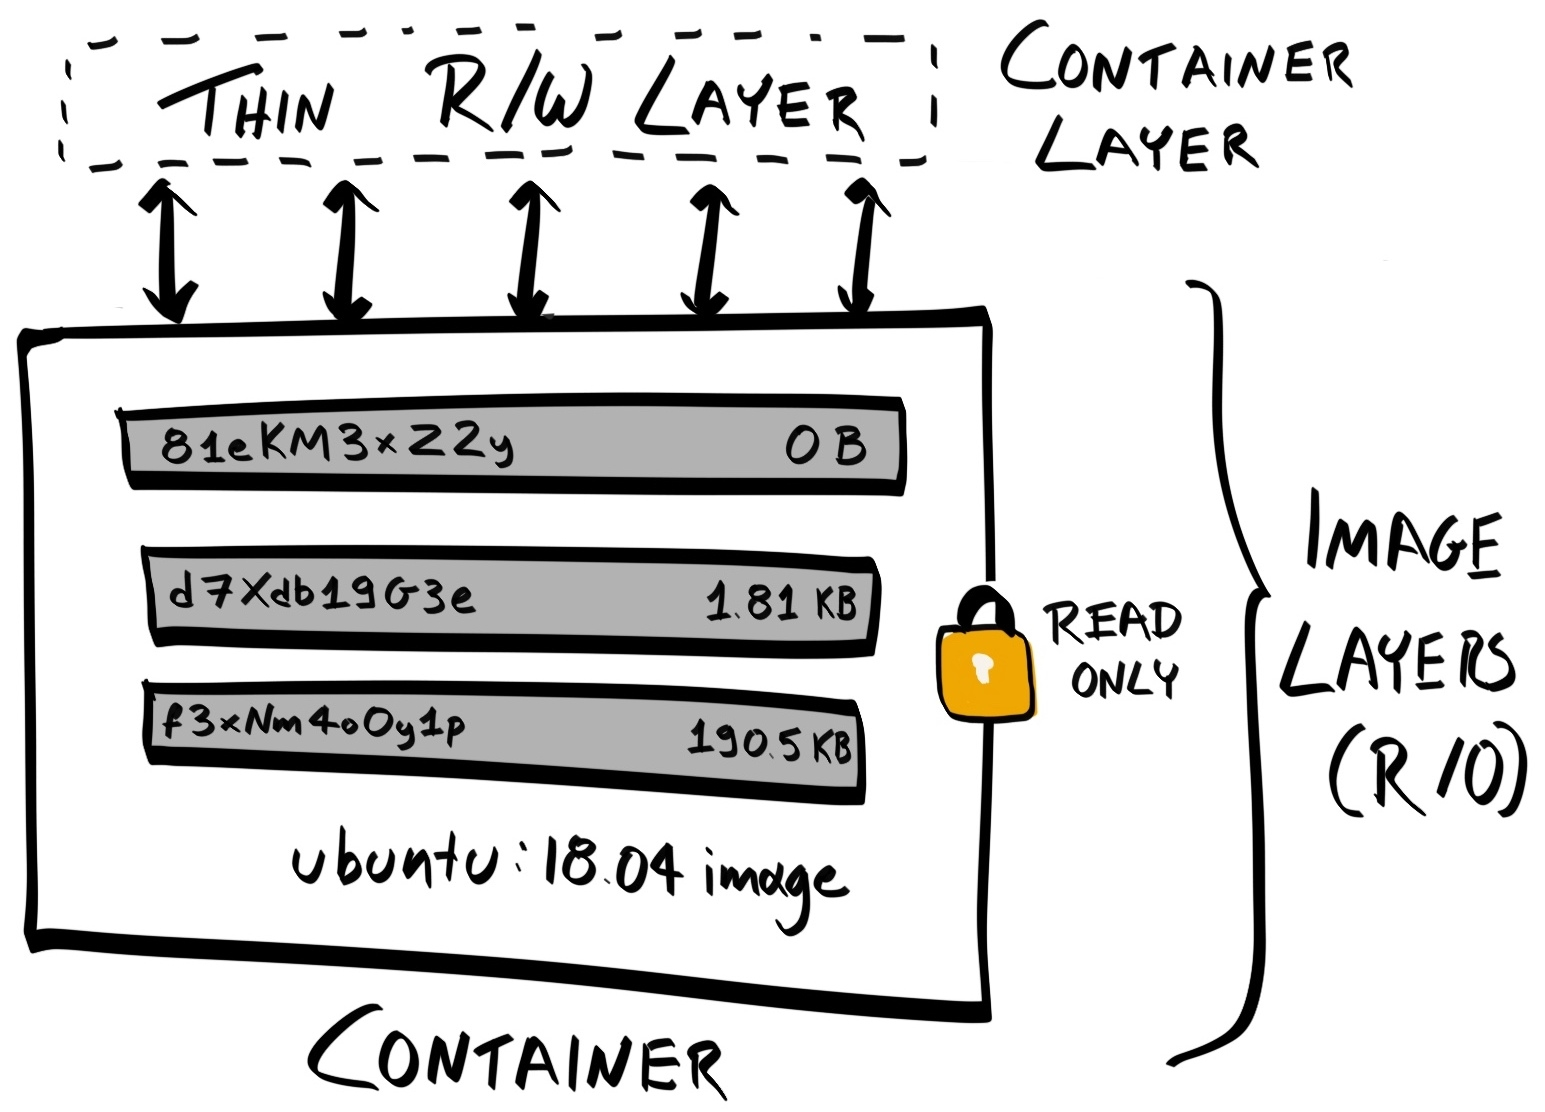 THIN R/W LAYER
CONTAINER
LAYER
81eKM3xZ2y 0 B
d7Xdb19G3e 1.81 KB
f3xNm4oOy1p 190.5 KB
ubuntu:18.04 image
READ
ONLY
IMAGE
LAYERS
(R/O)
CONTAINER